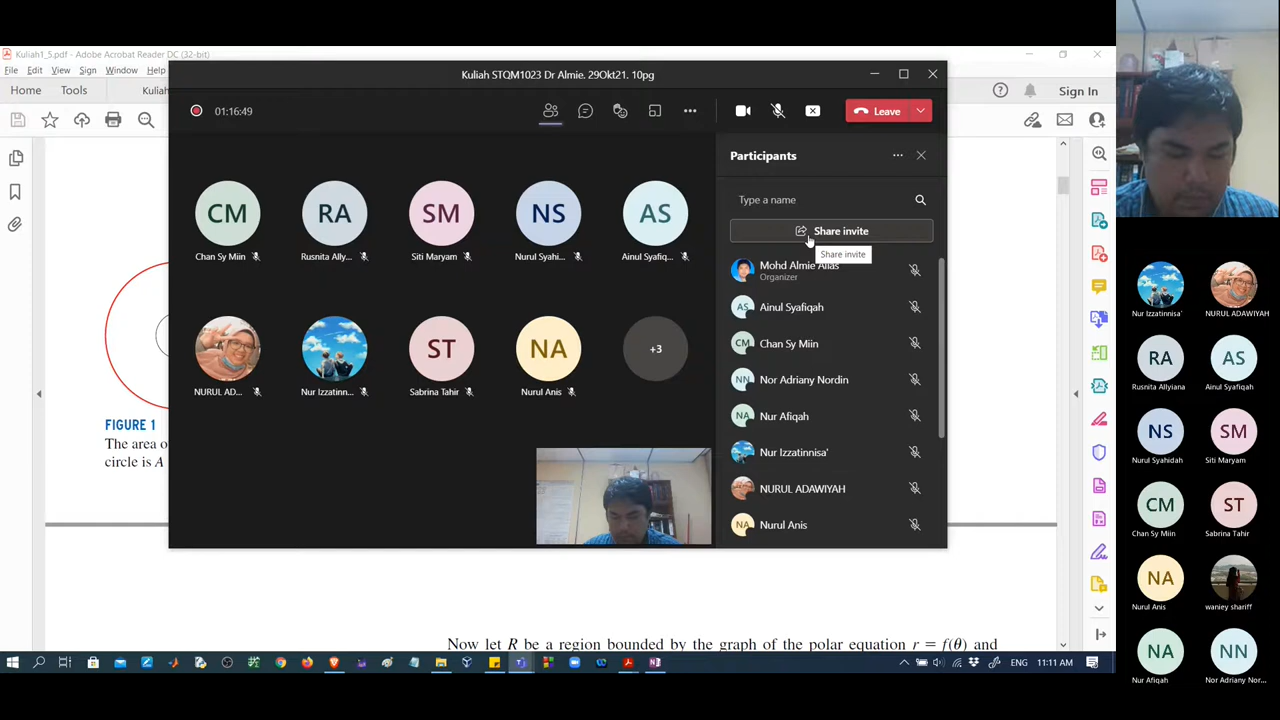 Kuliah1_5.pdf - Adobe Acrobat Reader DC (32-bit)
File Edit View Sign Window
Home Tools Kuliah
Sign In
Kuliah STQM1023 Dr Almie. 29Okt21. 10pg
01:16:49
Leave
Participants
Type a name
Share invite
Share invite
CM
RA
SM
NS
AS
Chan Sy Miin
Rusnita Ally...
Siti Maryam
Nurul Syahi...
Ainul Syafiq...
ST
NA
+3
NURUL AD...
Nur Izzatinn...
Sabrina Tahir
Nurul Anis
Mohd Almie Alias
Organizer
AS Ainul Syafiqah
CM Chan Sy Miin
NN Nor Adriany Nordin
NA Nur Afiqah
Nur Izzatinnisa'
NURUL ADAWIYAH
NA Nurul Anis
FIGURE 1
The area o
circle is A
Now let R be a region bounded by the graph of the polar equation r = f(θ) and
ENG 11:11 AM
Nur Izzatinnisa'
NURUL ADAWIYAH
RA
AS
Rusnita Allyiana
Ainul Syafiqah
NS
SM
Nurul Syahidah
Siti Maryam
CM
ST
Chan Sy Miin
Sabrina Tahir
NA
Nurul Anis
waniey shariff
NA
NN
Nur Afiqah
Nor Adriany Nor...